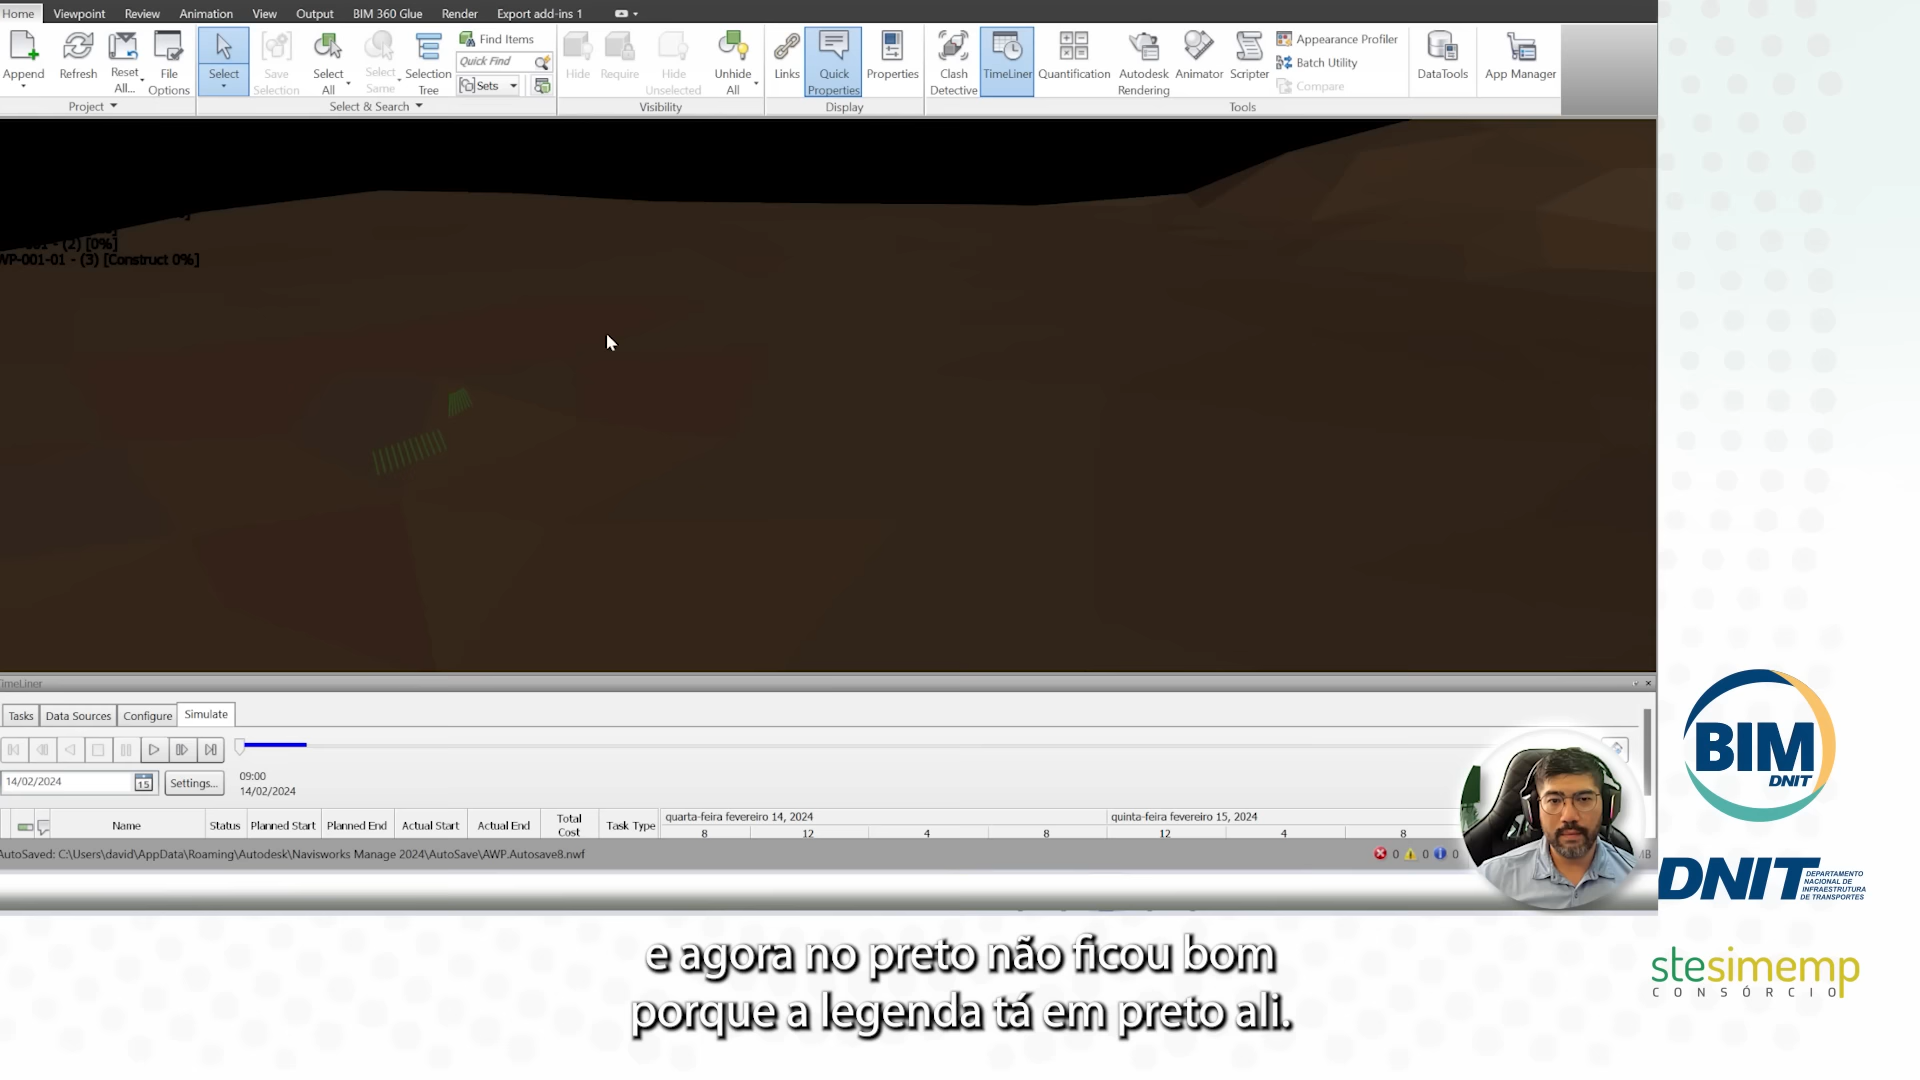 Home Viewpoint Review Animation View Output BIM 360 Glue Render Export add-ins 1
Append
Refresh
Reset All...
File Options
Select
Save Selection
Select All
Select Same
Selection Tree
Find Items
Quick Find
Sets
Hide
Require
Hide Unselected
Unhide All
Links
Quick Properties
Properties
Clash Detective
TimeLiner
Quantification
Autodesk Rendering
Animator
Scripter
Appearance Profiler
Batch Utility
Compare
DataTools
App Manager
Project Select & Search Visibility Display Tools
- (2) [0%]
WP-001-01 - (3) [Construct 0%]
TimeLiner
Tasks Data Sources Configure Simulate
14/02/2024 15 Settings...
09:00
14/02/2024
Name Status Planned Start Planned End Actual Start Actual End Total Cost Task Type
quarta-feira fevereiro 14, 2024 quinta-feira fevereiro 15, 2024
8 12 4 8 12 4 8
AutoSaved: C:\Users\david\AppData\Roaming\Autodesk\Navisworks Manage 2024\AutoSave\AWP.Autosave8.nwf
0 0 0
BIM
DNIT
DNIT DEPARTAMENTO
NACIONAL DE
INFRAESTRUTURA
DE TRANSPORTES
stesimemp
CONSÓRCIO
e agora no preto não ficou bom
porque a legenda tá em preto ali.